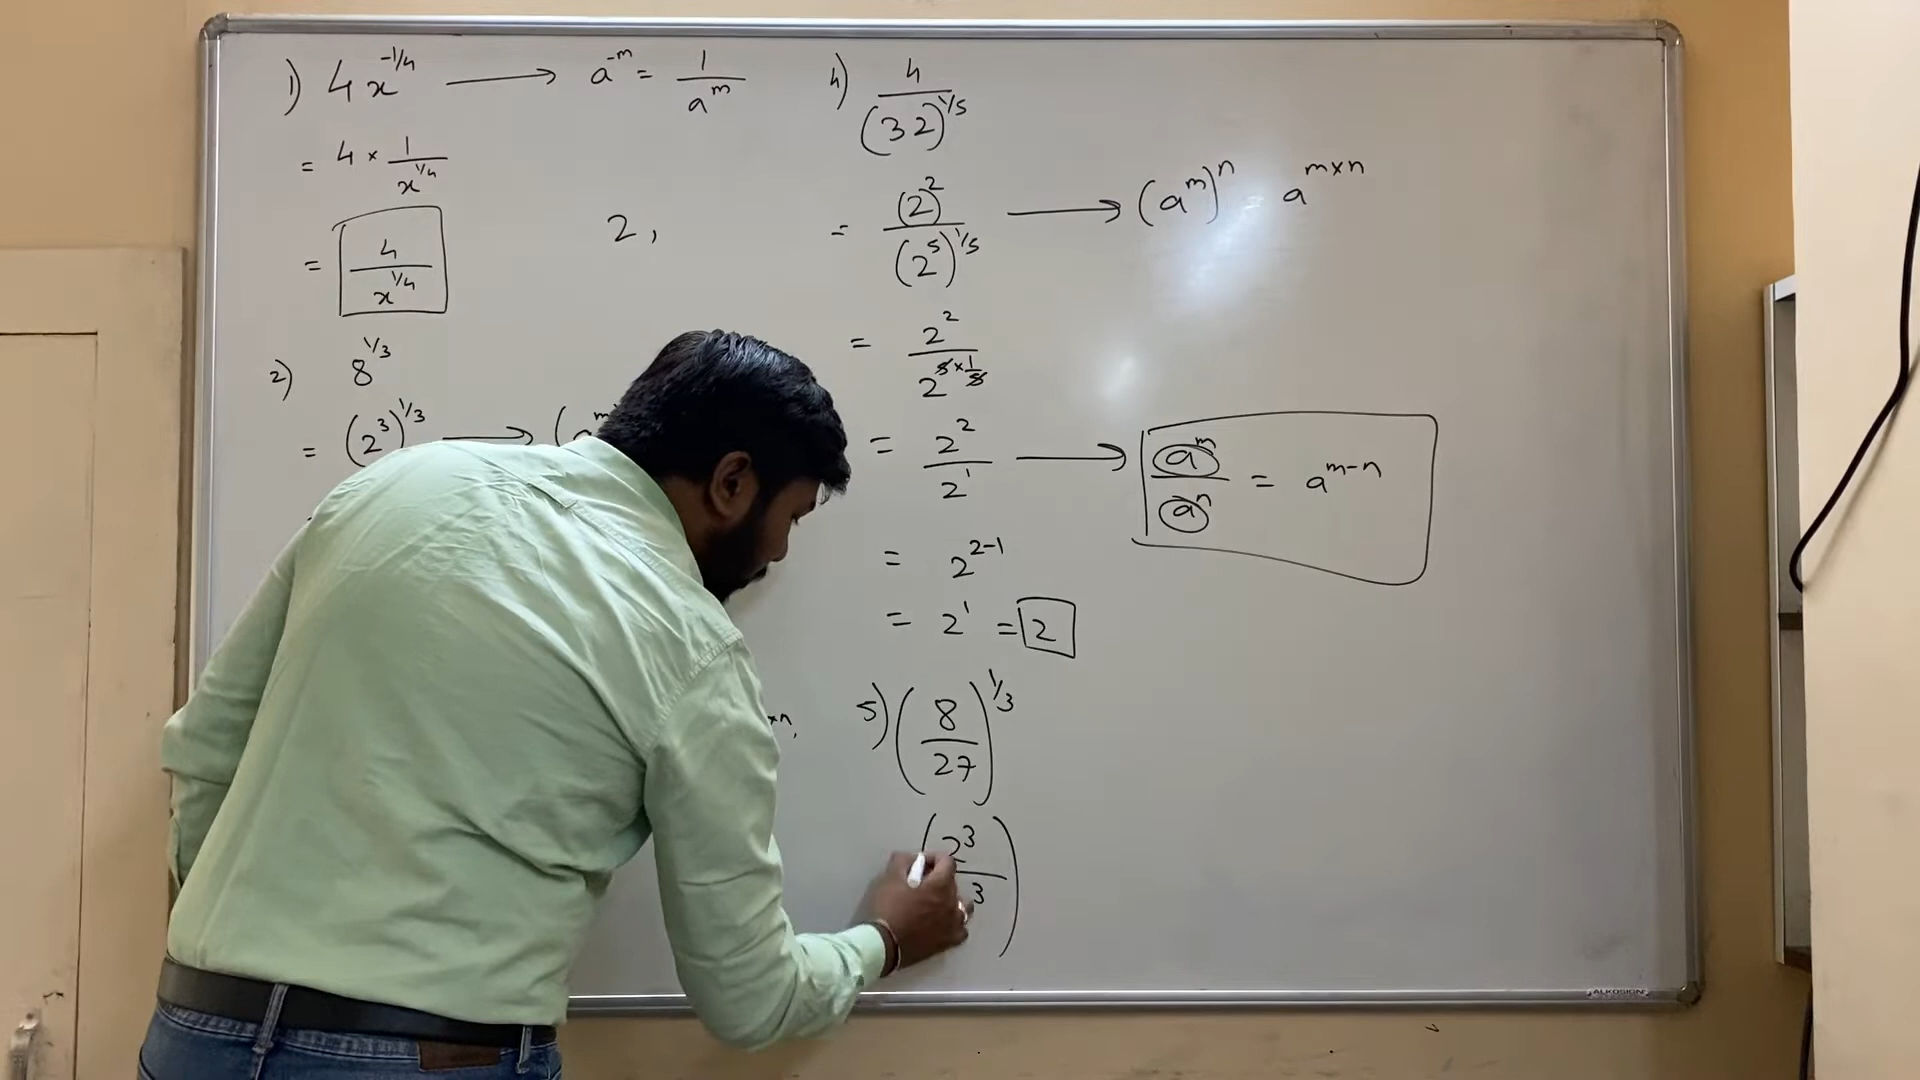 1) 4x^{-1/4} → a^{-m} = 1/a^m
= 4 × 1/x^{1/4}
= 4/x^{1/4}
2,
2) 8^{1/3}
= (2^3)^{1/3} → (a^m
×n,
4) 4/(32)^{1/5}
= (2)^2/(2^5)^{1/5} → (a^m)^n a^{m×n}
= 2^2/2^{5×1/5}
= 2^2/2^1 → a^m/a^n = a^{m-n}
= 2^{2-1}
= 2^1 = 2
5) (8/27)^{1/3}
(2^3/ ^3)
ALKOSIGN